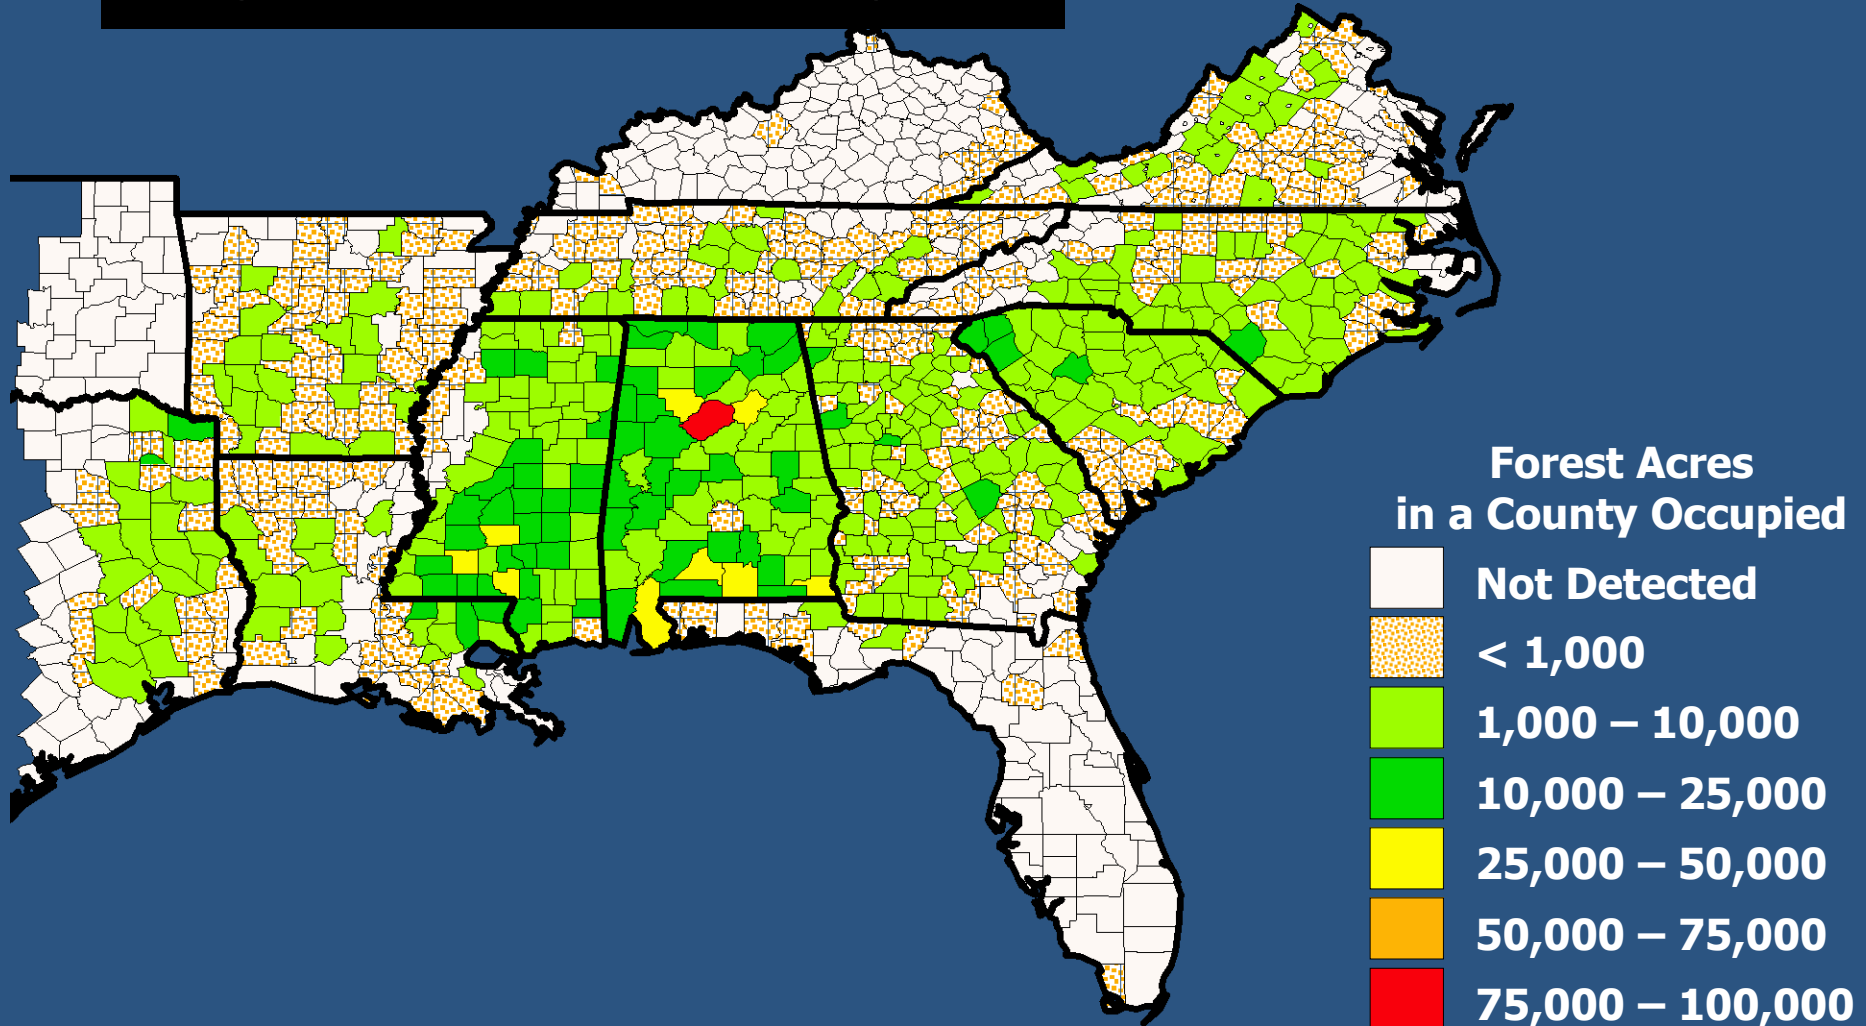 Forest Acres
in a County Occupied
Not Detected
< 1,000
1,000 – 10,000
10,000 – 25,000
25,000 – 50,000
50,000 – 75,000
75,000 – 100,000